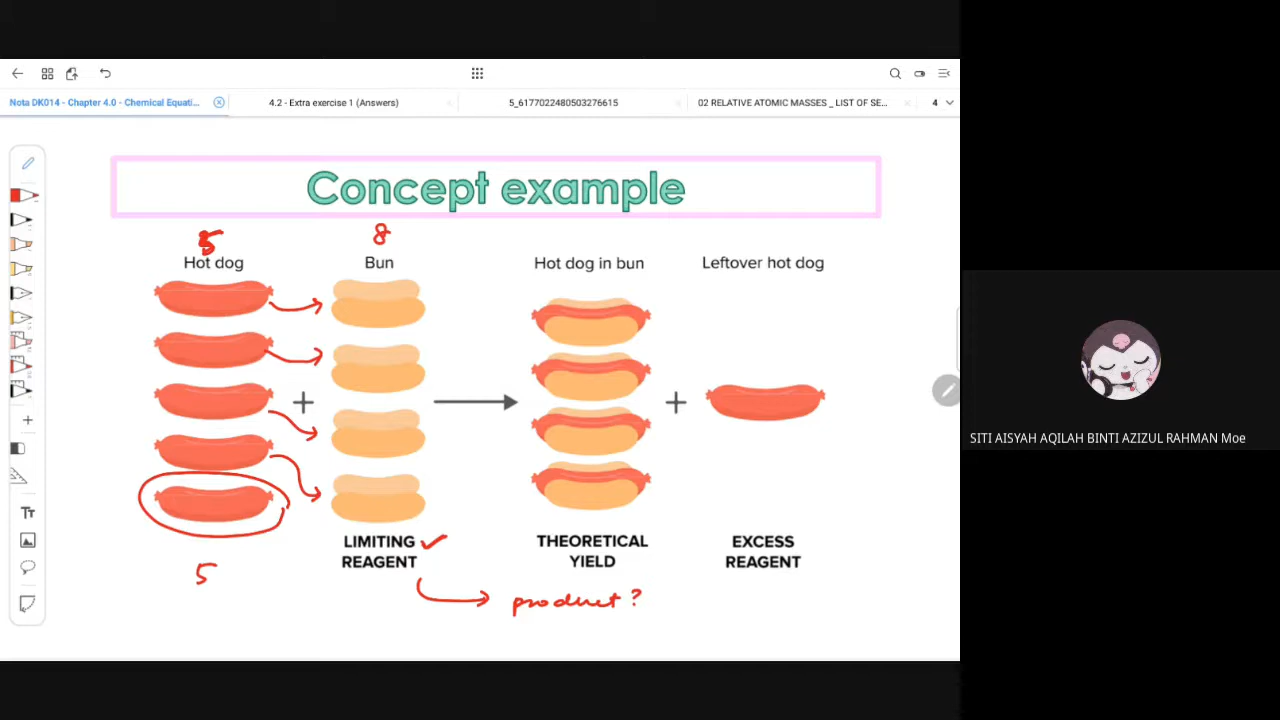 Nota DK014 - Chapter 4.0 - Chemical Equati...
4.2 - Extra exercise 1 (Answers)
5_6177022480503276615
02 RELATIVE ATOMIC MASSES _ LIST OF SE...
4
Concept example
5
8
Hot dog
Bun
Hot dog in bun
Leftover hot dog
+
+
LIMITING
REAGENT
THEORETICAL
YIELD
EXCESS
REAGENT
5
product ?
Tт
SITI AISYAH AQILAH BINTI AZIZUL RAHMAN Moe